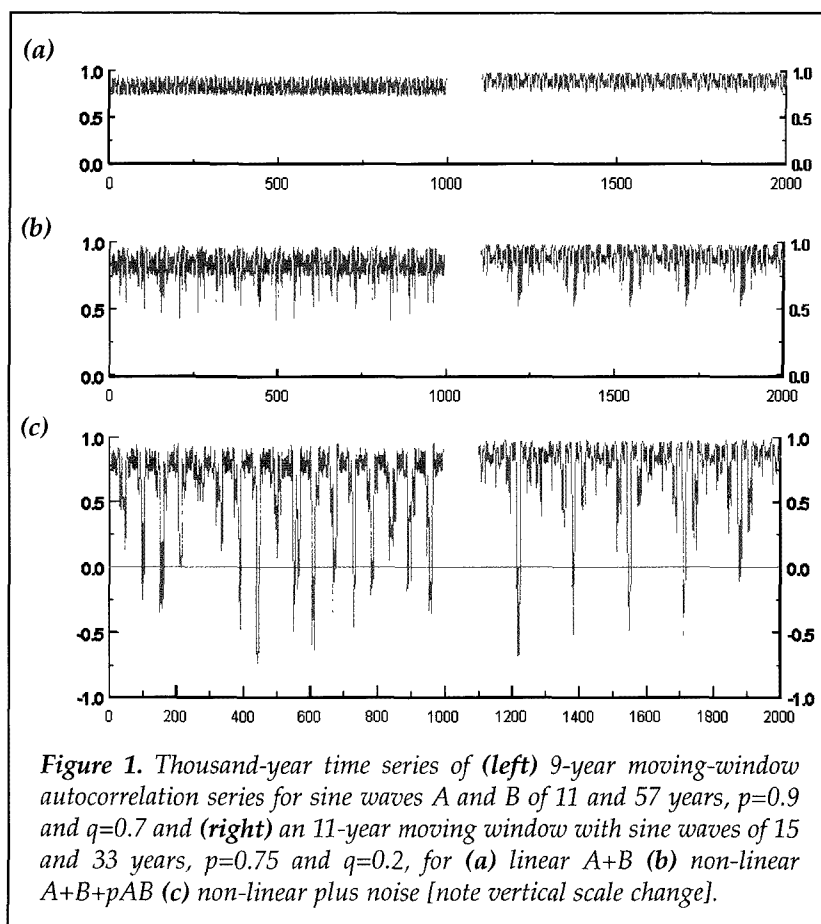 (a)
1.0 1.0
0.5 0.5
0.0 0.0
0 500 1000 1500 2000
(b)
1.0 1.0
0.5 0.5
0.0 0.0
0 500 1000 1500 2000
(c)
1.0 1.0
0.5 0.5
0.0 0.0
-0.5 -0.5
-1.0 -1.0
0 200 400 600 800 1000 1200 1400 1600 1800 2000
Figure 1. Thousand-year time series of (left) 9-year moving-window
autocorrelation series for sine waves A and B of 11 and 57 years, p=0.9
and q=0.7 and (right) an 11-year moving window with sine waves of 15
and 33 years, p=0.75 and q=0.2, for (a) linear A+B (b) non-linear
A+B+pAB (c) non-linear plus noise [note vertical scale change].